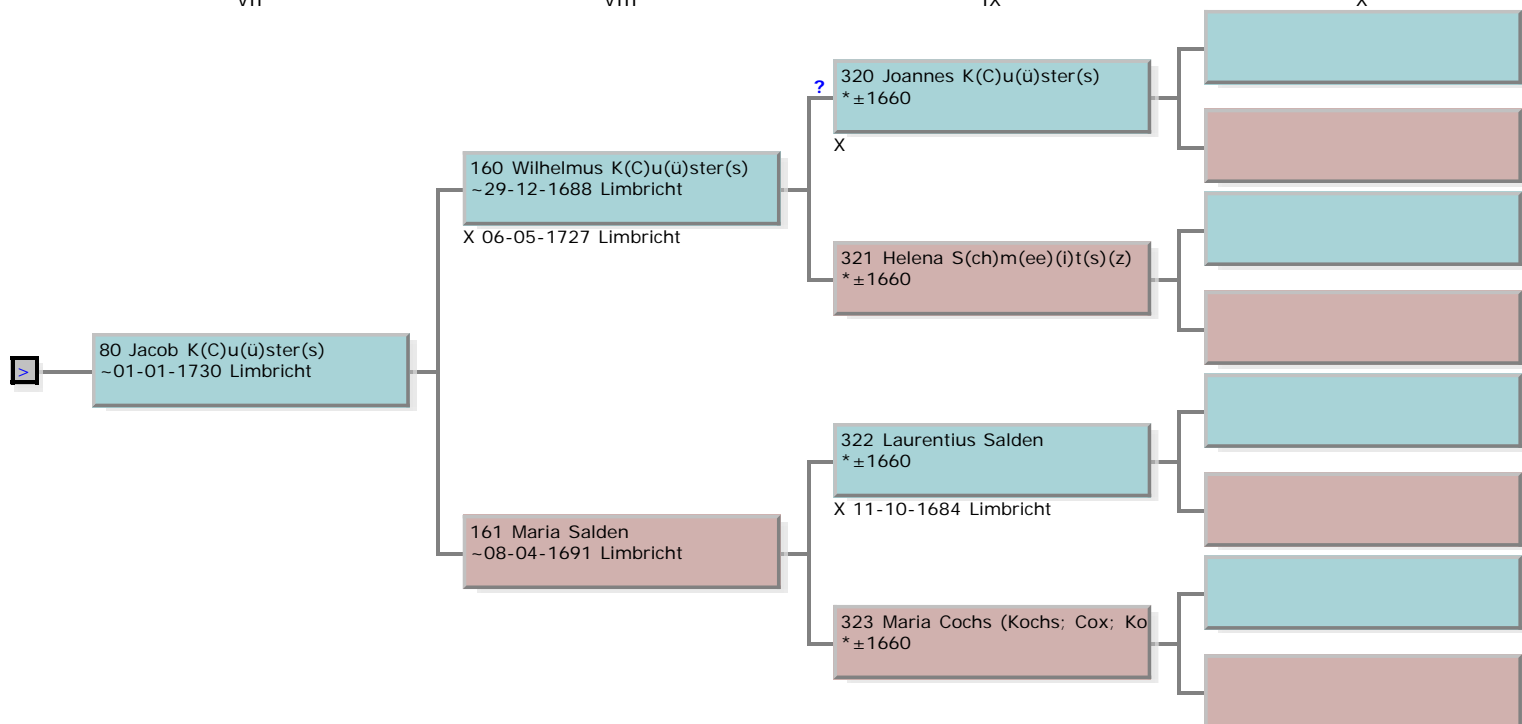 VII
VIII
IX
X
>
80 Jacob K(C)u(ü)ster(s)
~01-01-1730 Limbricht
160 Wilhelmus K(C)u(ü)ster(s)
~29-12-1688 Limbricht
X 06-05-1727 Limbricht
161 Maria Salden
~08-04-1691 Limbricht
?
320 Joannes K(C)u(ü)ster(s)
*±1660
X
321 Helena S(ch)m(ee)(i)t(s)(z)
*±1660
322 Laurentius Salden
*±1660
X 11-10-1684 Limbricht
323 Maria Cochs (Kochs; Cox; Ko
*±1660